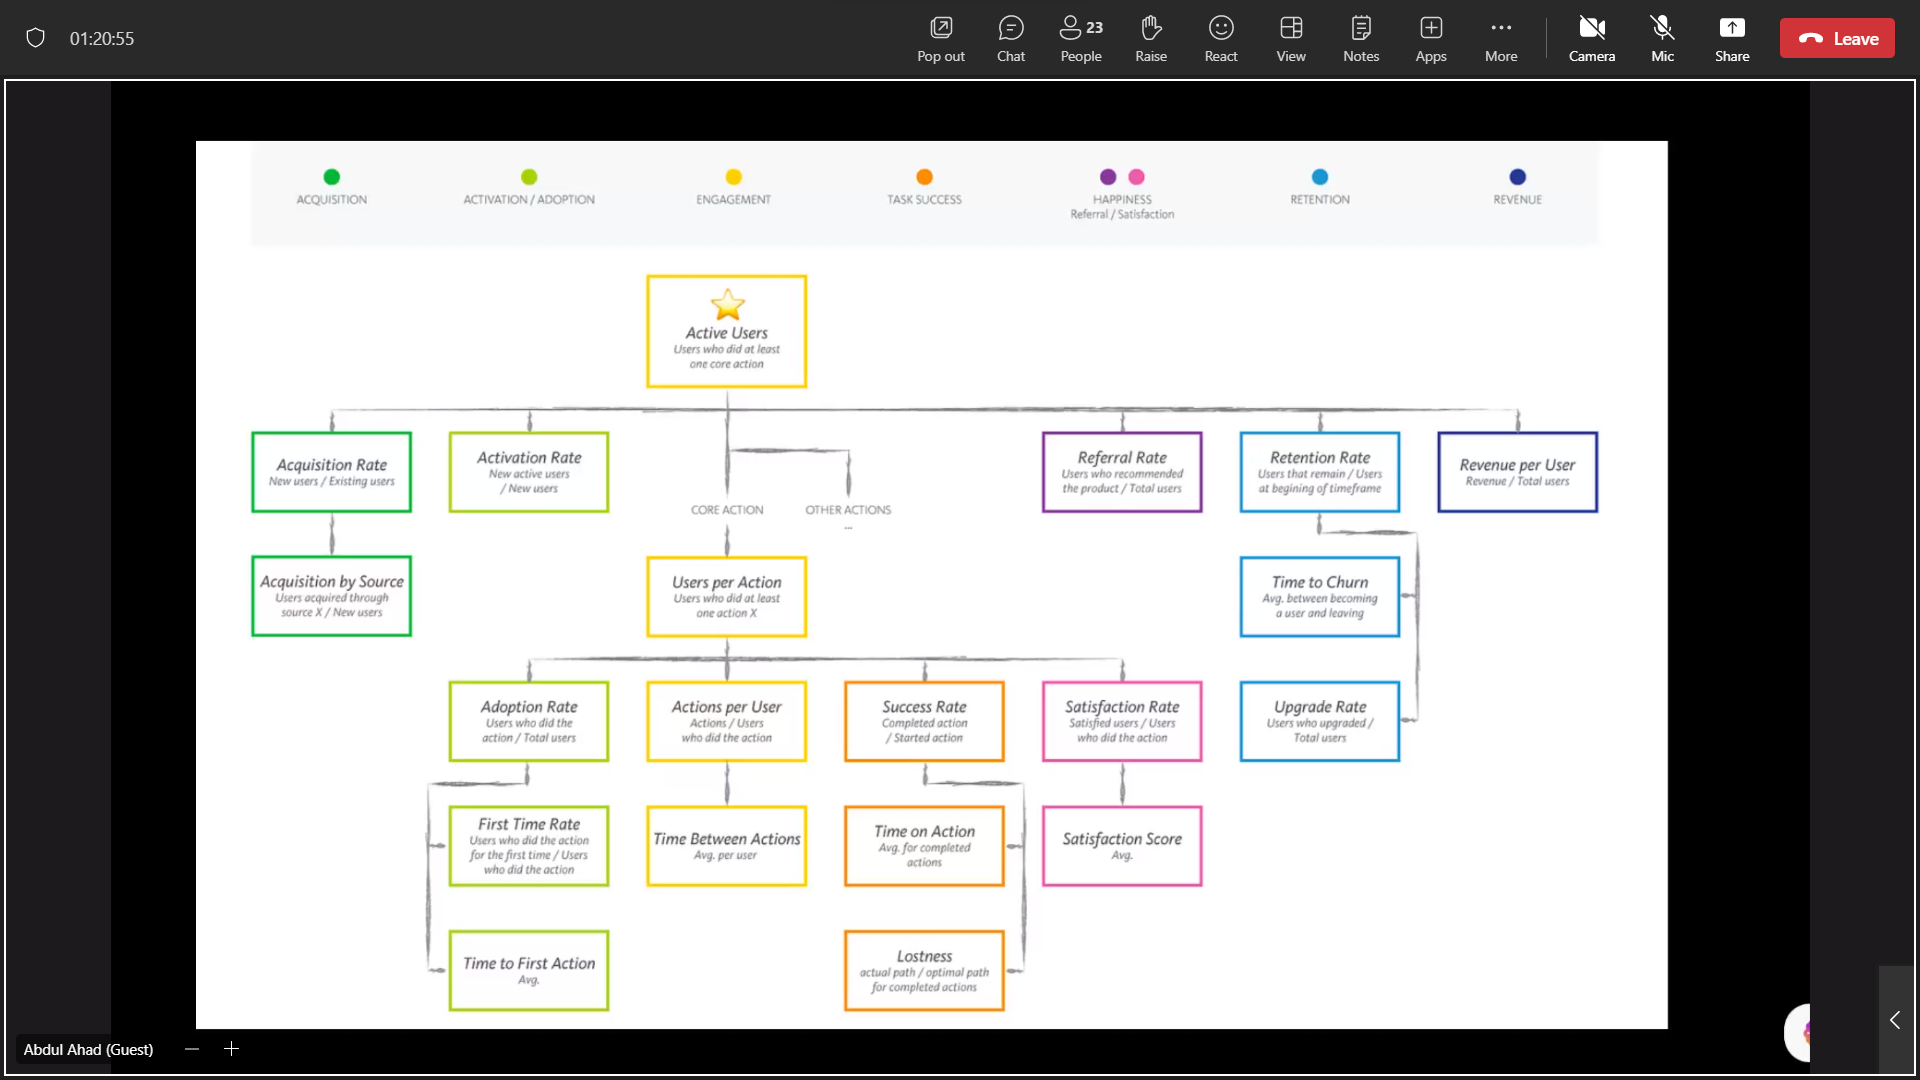 01:20:55
Pop out
Chat
23
People
Raise
React
View
Notes
Apps
More
Camera
Mic
Share
Leave
ACQUISITION
ACTIVATION / ADOPTION
ENGAGEMENT
TASK SUCCESS
HAPPINESS
Referral / Satisfaction
RETENTION
REVENUE
Active Users
Users who did at least
one core action
Acquisition Rate
New users / Existing users
Activation Rate
New active users
/ New users
CORE ACTION
OTHER ACTIONS
...
Referral Rate
Users who recommended
the product / Total users
Retention Rate
Users that remain / Users
at begining of timeframe
Revenue per User
Revenue / Total users
Acquisition by Source
Users acquired through
source X / New users
Users per Action
Users who did at least
one action X
Time to Churn
Avg. between becoming
a user and leaving
Adoption Rate
Users who did the
action / Total users
Actions per User
Actions / Users
who did the action
Success Rate
Completed action
/ Started action
Satisfaction Rate
Satisfied users / Users
who did the action
Upgrade Rate
Users who upgraded /
Total users
First Time Rate
Users who did the action
for the first time / Users
who did the action
Time Between Actions
Avg. per user
Time on Action
Avg. for completed
actions
Satisfaction Score
Avg.
Time to First Action
Avg.
Lostness
actual path / optimal path
for completed actions
Abdul Ahad (Guest)